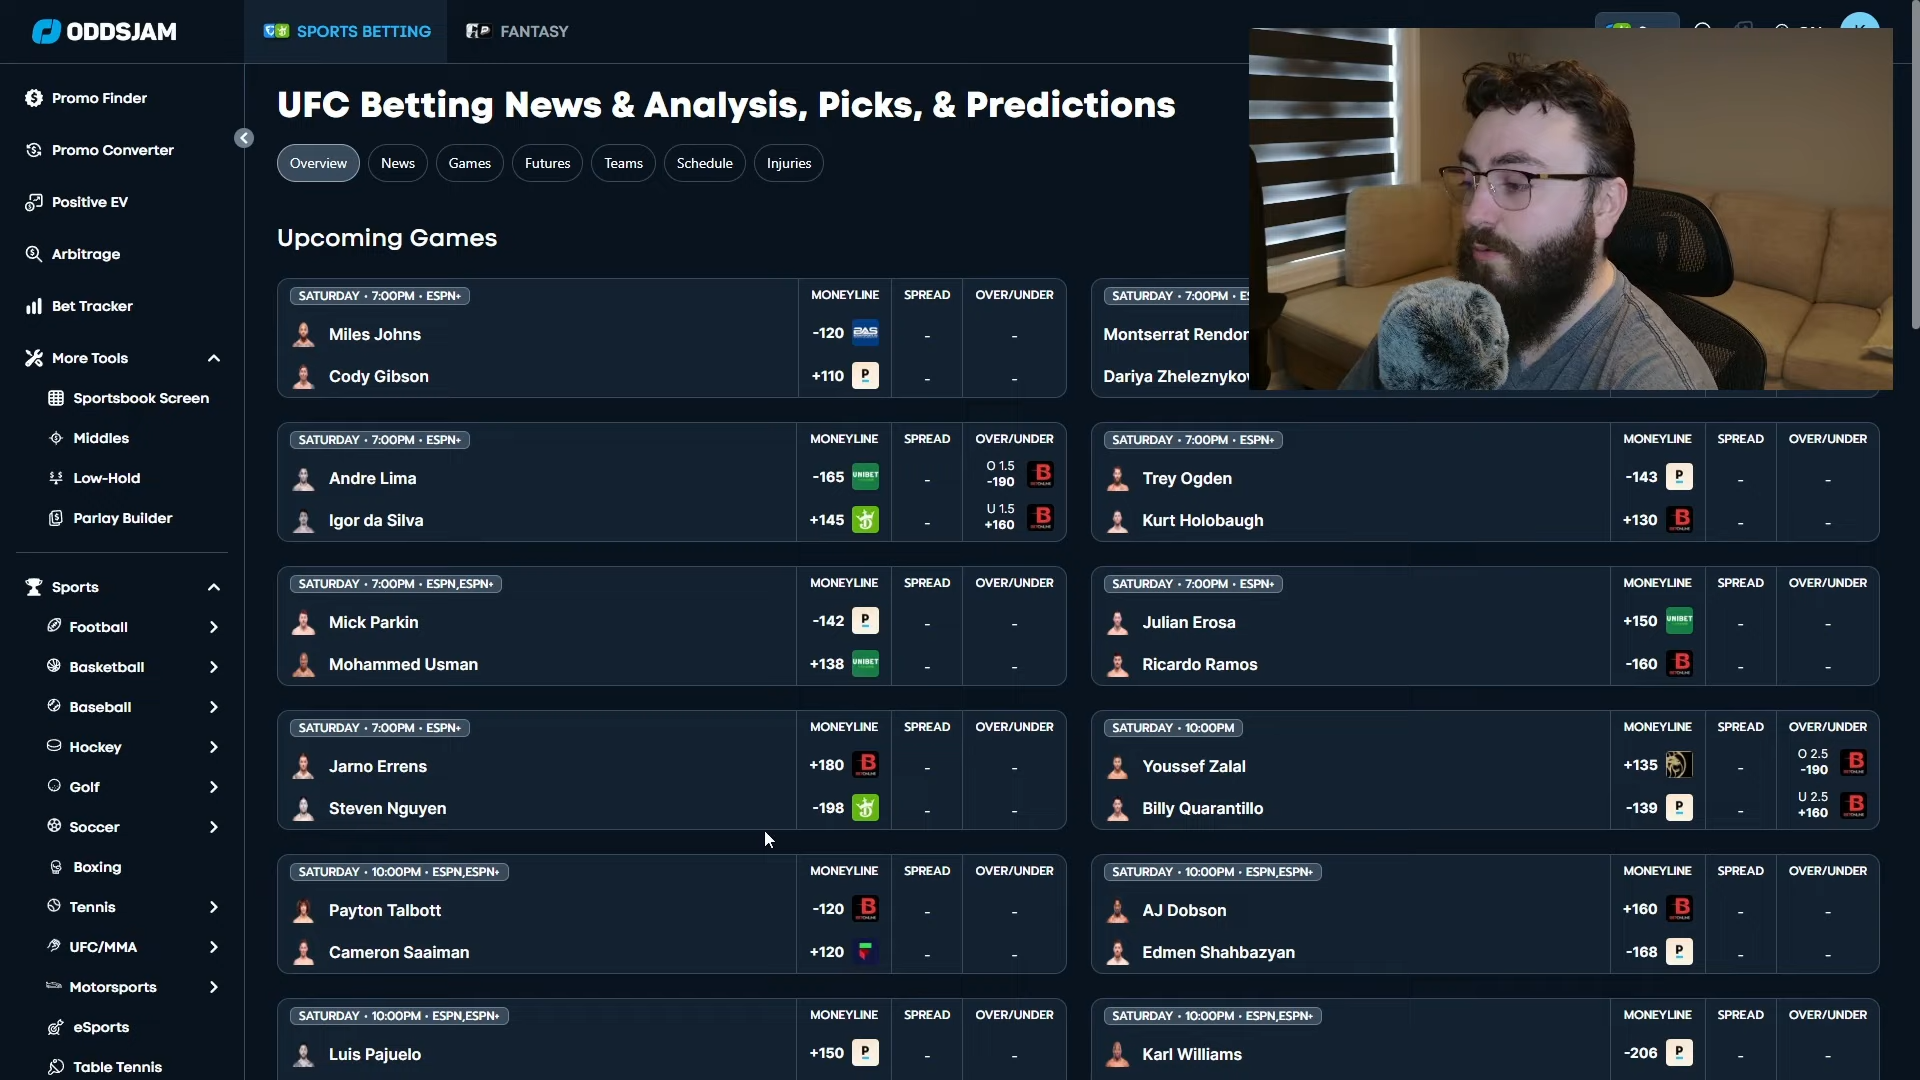 ODDSJAM
SPORTS BETTING
FANTASY
Promo Finder
Promo Converter
Positive EV
Arbitrage
Bet Tracker
More Tools
Sportsbook Screen
Middles
Low-Hold
Parlay Builder
Sports
Football
Basketball
Baseball
Hockey
Golf
Soccer
Boxing
Tennis
UFC/MMA
Motorsports
eSports
Table Tennis
UFC Betting News & Analysis, Picks, & Predictions
Overview News Games Futures Teams Schedule Injuries
Upcoming Games
SATURDAY • 7:00PM • ESPN+ MONEYLINE SPREAD OVER/UNDER
Miles Johns -120 - -
Cody Gibson +110 P - -
SATURDAY • 7:00PM •
Montserrat Rendor
Dariya Zheleznyko
SATURDAY • 7:00PM • ESPN+ MONEYLINE SPREAD OVER/UNDER
Andre Lima -165 UNIBET - O 1.5 -190 B
Igor da Silva +145 - U 1.5 +160 B
SATURDAY • 7:00PM • ESPN+ MONEYLINE SPREAD OVER/UNDER
Trey Ogden -143 P - -
Kurt Holobaugh +130 B - -
SATURDAY • 7:00PM • ESPN,ESPN+ MONEYLINE SPREAD OVER/UNDER
Mick Parkin -142 P - -
Mohammed Usman +138 UNIBET - -
SATURDAY • 7:00PM • ESPN+ MONEYLINE SPREAD OVER/UNDER
Julian Erosa +150 UNIBET - -
Ricardo Ramos -160 B - -
SATURDAY • 7:00PM • ESPN+ MONEYLINE SPREAD OVER/UNDER
Jarno Errens +180 B - -
Steven Nguyen -198 - -
SATURDAY • 10:00PM MONEYLINE SPREAD OVER/UNDER
Youssef Zalal +135 - O 2.5 -190 B
Billy Quarantillo -139 P - U 2.5 +160 B
SATURDAY • 10:00PM • ESPN,ESPN+ MONEYLINE SPREAD OVER/UNDER
Payton Talbott -120 B - -
Cameron Saaiman +120 - -
SATURDAY • 10:00PM • ESPN,ESPN+ MONEYLINE SPREAD OVER/UNDER
AJ Dobson +160 B - -
Edmen Shahbazyan -168 P - -
SATURDAY • 10:00PM • ESPN,ESPN+ MONEYLINE SPREAD OVER/UNDER
Luis Pajuelo +150 P - -
SATURDAY • 10:00PM • ESPN,ESPN+ MONEYLINE SPREAD OVER/UNDER
Karl Williams -206 P - -